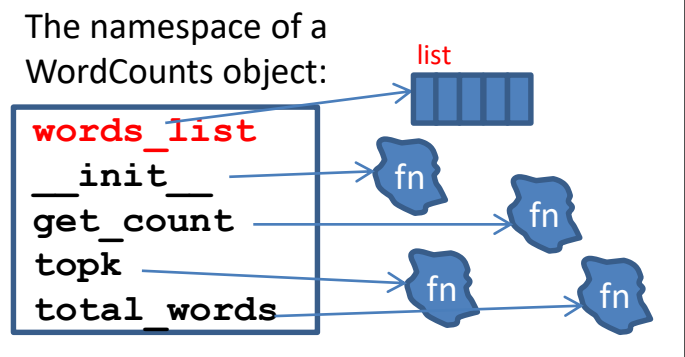 The namespace of a
WordCounts object:
list
words_list
__init__
fn
get_count
fn
topk
fn
total_words
fn